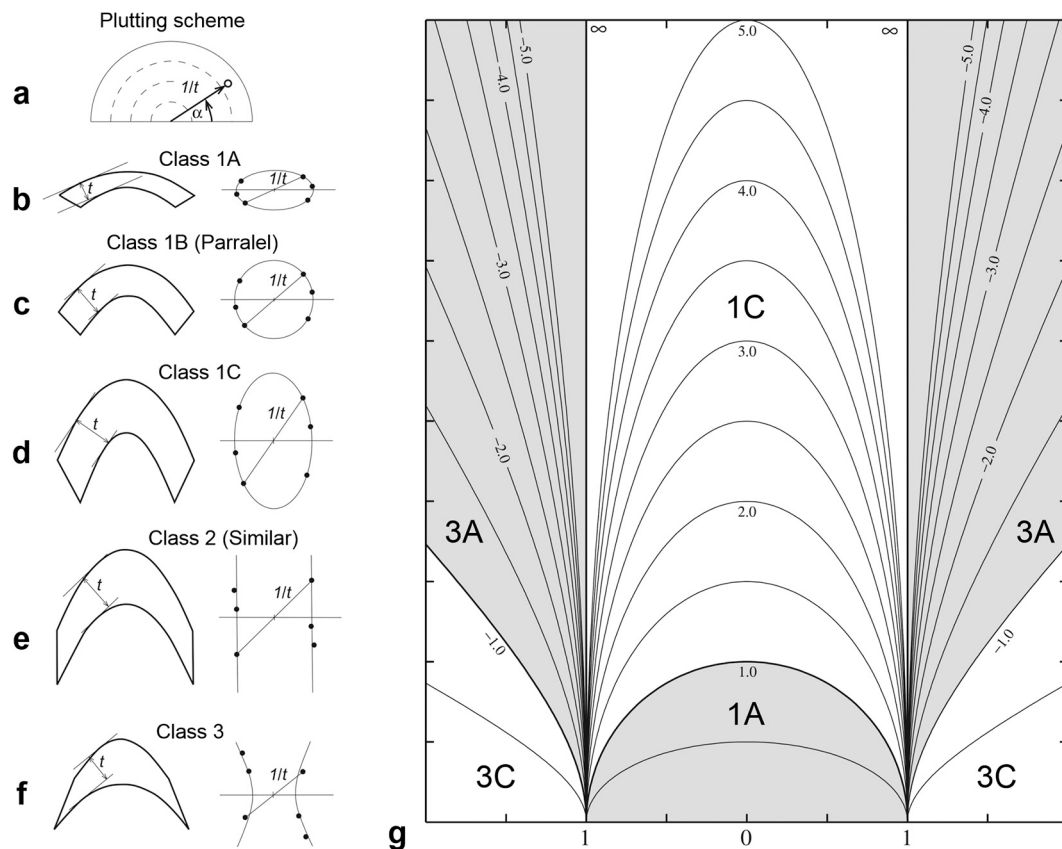 Plutting scheme
a
1/t
α
Class 1A
b
t
1/t
Class 1B (Parralel)
c
t
1/t
Class 1C
d
t
1/t
Class 2 (Similar)
e
t
1/t
Class 3
f
t
1/t
g
∞
5.0
∞
−5.0
−5.0
−4.0
4.0
−4.0
−3.0
−3.0
1C
3.0
−2.0
−2.0
3A
2.0
3A
−1.0
1.0
−1.0
1A
3C
3C
1
0
1